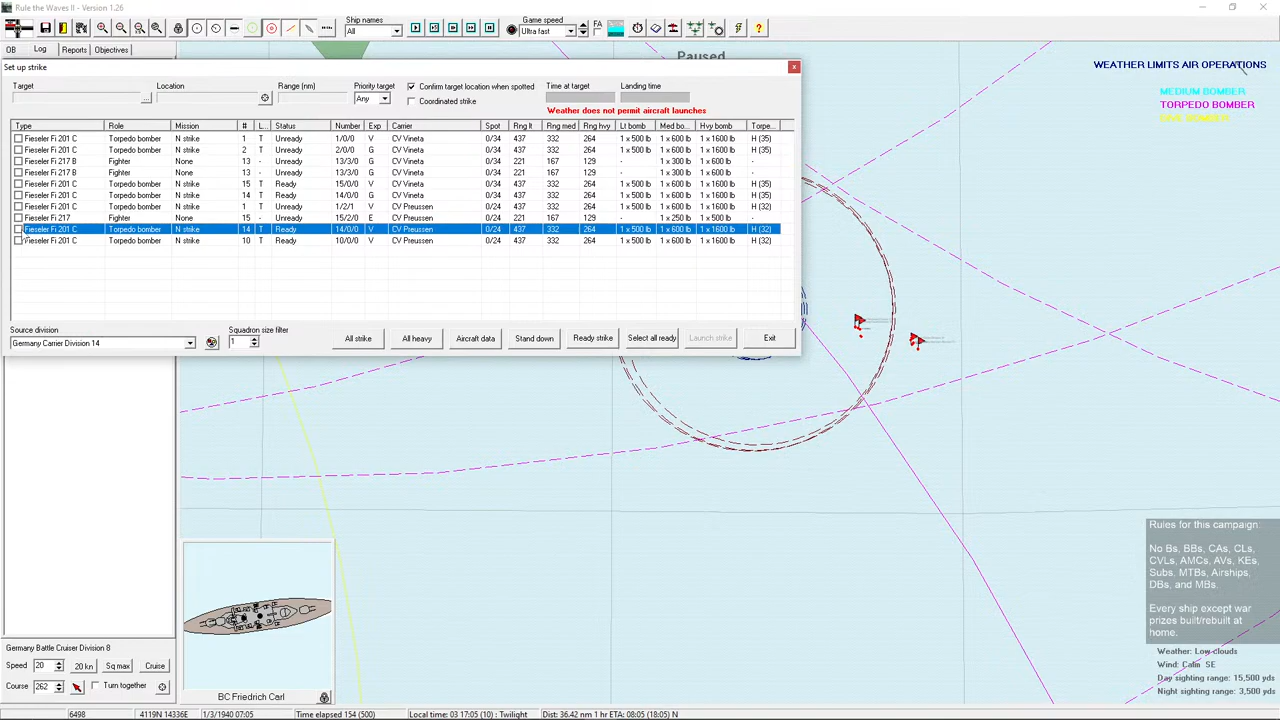 Rule the Waves II - Version 1.26
Ship names
All
Game speed
Ultra fast
FA
OB Log Reports Objectives
Paused
Set up strike
Target Location Range (nm) Priority target
Any
Confirm target location when spotted
Coordinated strike
Time at target Landing time
Weather does not permit aircraft launches
WEATHER LIMITS AIR OPERATIONS
MEDIUM BOMBER
TORPEDO BOMBER
DIVE BOMBER
Type Role Mission # L... Status Number Exp Carrier Spot Rng lt Rng med Rng hvy Lt bomb Med bo... Hvy bomb Torpe...
Fieseler Fi 201 C Torpedo bomber N strike 1 T Unready 1/0/0 V CV Vineta 0/34 437 332 264 1 x 500 lb 1 x 600 lb 1 x 1600 lb H (35)
Fieseler Fi 201 C Torpedo bomber N strike 2 T Unready 2/0/0 G CV Vineta 0/34 437 332 264 1 x 500 lb 1 x 600 lb 1 x 1600 lb H (35)
Fieseler Fi 217 B Fighter None 13 - Unready 13/3/0 G CV Vineta 0/34 221 167 129 - 1 x 300 lb 1 x 600 lb -
Fieseler Fi 217 B Fighter None 13 - Unready 13/3/0 G CV Vineta 0/34 221 167 129 - 1 x 300 lb 1 x 600 lb -
Fieseler Fi 201 C Torpedo bomber N strike 15 T Ready 15/0/0 V CV Vineta 0/34 437 332 264 1 x 500 lb 1 x 600 lb 1 x 1600 lb H (35)
Fieseler Fi 201 C Torpedo bomber N strike 14 T Ready 14/0/0 G CV Vineta 0/34 437 332 264 1 x 500 lb 1 x 600 lb 1 x 1600 lb H (35)
Fieseler Fi 201 C Torpedo bomber N strike 1 T Unready 1/2/1 V CV Preussen 0/24 437 332 264 1 x 500 lb 1 x 600 lb 1 x 1600 lb H (32)
Fieseler Fi 217 Fighter None 15 - Unready 15/2/0 E CV Preussen 0/24 221 167 129 - 1 x 250 lb 1 x 500 lb -
Fieseler Fi 201 C Torpedo bomber N strike 14 T Ready 14/0/0 V CV Preussen 0/24 437 332 264 1 x 500 lb 1 x 600 lb 1 x 1600 lb H (32)
Fieseler Fi 201 C Torpedo bomber N strike 10 T Ready 10/0/0 V CV Preussen 0/24 437 332 264 1 x 500 lb 1 x 600 lb 1 x 1600 lb H (32)
Source division
Germany Carrier Division 14
Squadron size filter
1
All strike All heavy Aircraft data Stand down Ready strike Select all ready Launch strike Exit
Rules for this campaign:
No Bs, BBs, CAs, CLs,
CVLs, AMCs, AVs, KEs,
Subs, MTBs, Airships,
DBs, and MBs.
Every ship except war
prizes built/rebuilt at
home.
Weather: Low clouds
Wind: Calm SE
Day sighting range: 15,500 yds
Night sighting range: 3,500 yds
Germany Battle Cruiser Division 8
Speed 20 20 kn Sq max Cruise
Course 262 Turn together
BC Friedrich Carl
6498 4119N 14336E 1/3/1940 07:05 Time elapsed 154 (500) Local time: 03 17:05 (10) : Twilight Dist: 36.42 nm 1 hr ETA: 08:05 (18:05) N